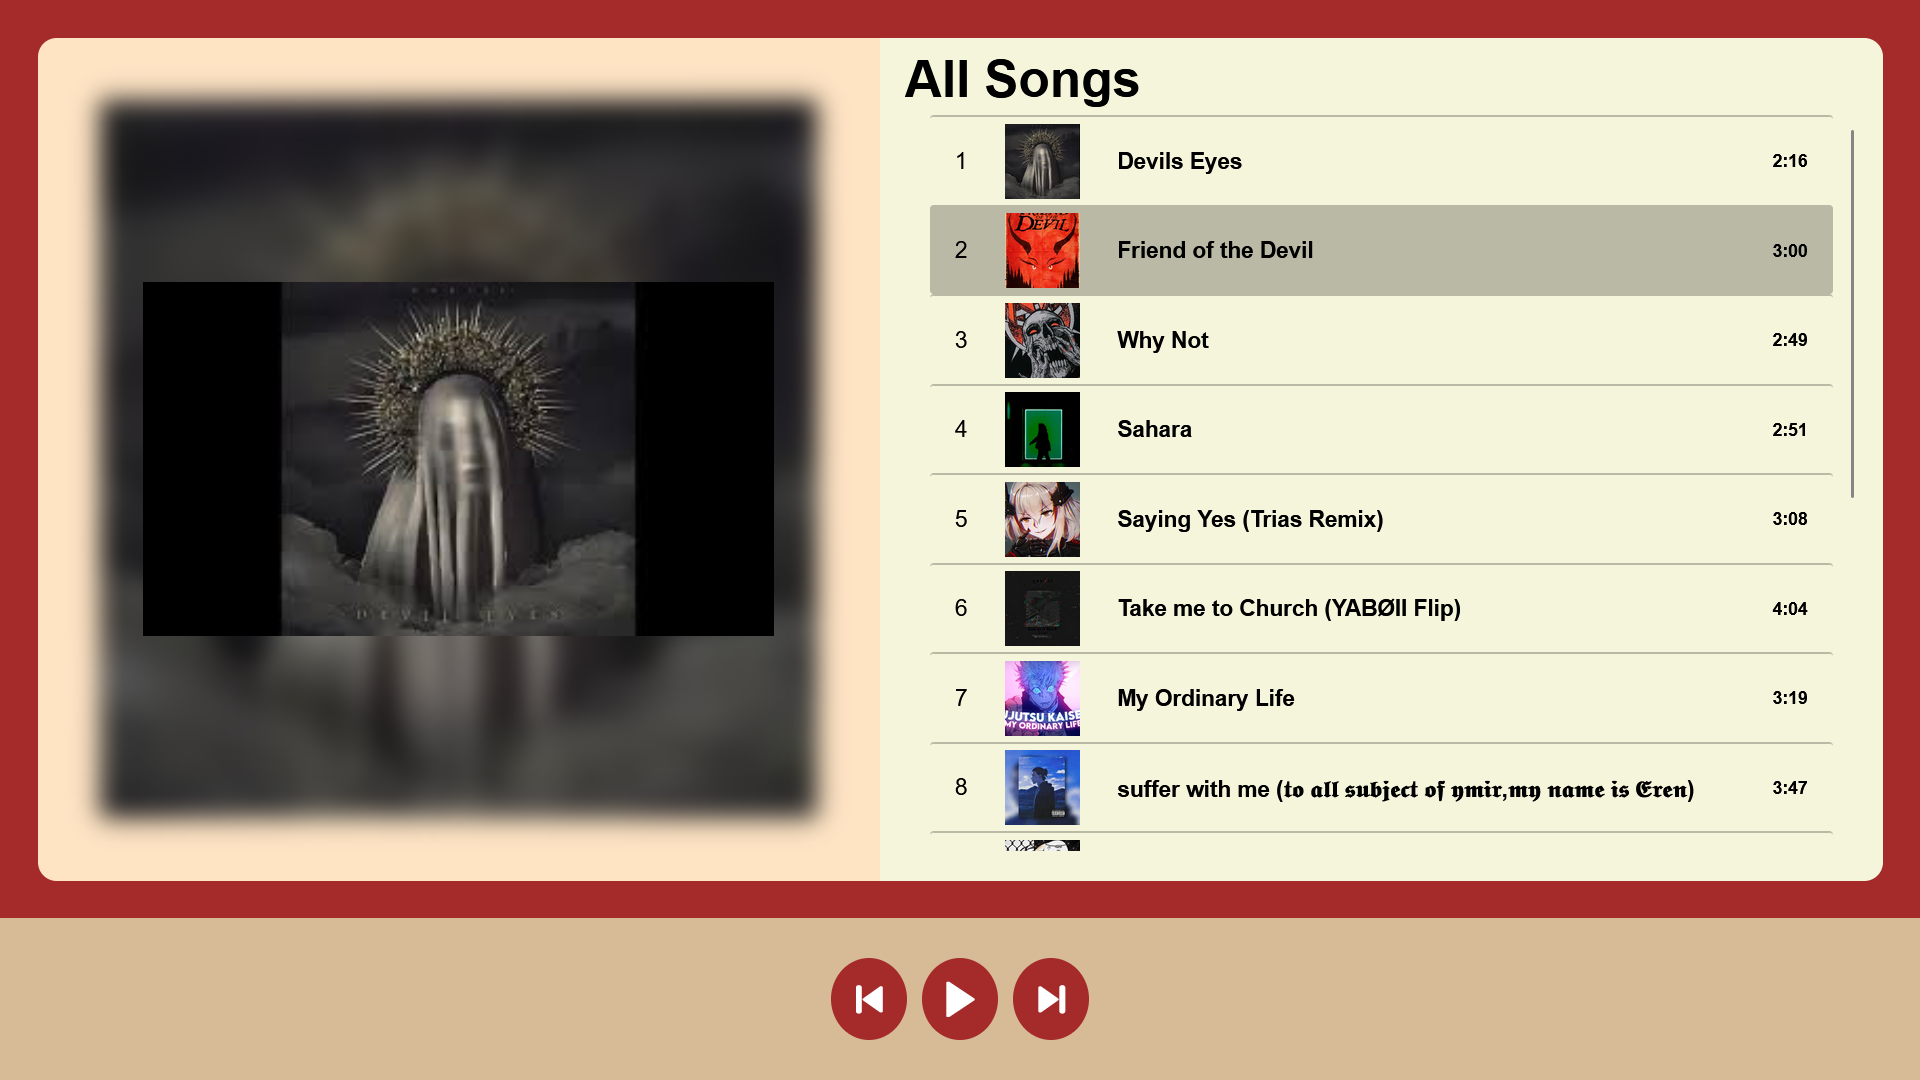 All Songs
1 Devils Eyes 2:16
DEVIL
2 Friend of the Devil 3:00
3 Why Not 2:49
4 Sahara 2:51
5 Saying Yes (Trias Remix) 3:08
6 Take me to Church (YABØII Flip) 4:04
7 My Ordinary Life 3:19
JUTSU KAISE
MY ORDINARY LIFE
8 suffer with me (𝖙𝖔 𝖆𝖑𝖑 𝖘𝖚𝖇𝖏𝖊𝖈𝖙 𝖔𝖋 𝖞𝖒𝖎𝖗,𝖒𝖞 𝖓𝖆𝖒𝖊 𝖎𝖘 𝕰𝖗𝖊𝖓) 3:47
DEVIL EYES